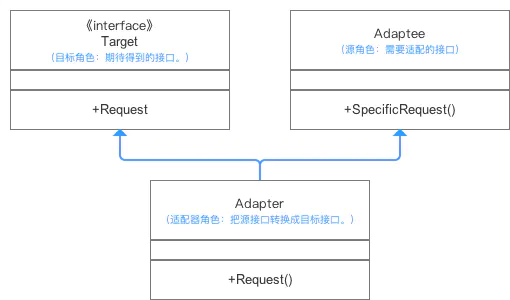 《interface》
Target
（目标角色：期待得到的接口。）
+Request
Adaptee
（源角色：需要适配的接口）
+SpecificRequest()
Adapter
（适配器角色：把源接口转换成目标接口。）
+Request()